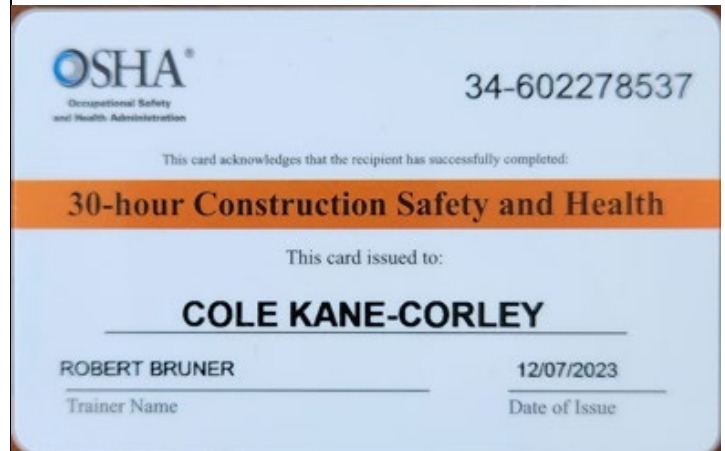 OSHA®
Occupational Safety
and Health Administration
34-602278537
This card acknowledges that the recipient has successfully completed:
30-hour Construction Safety and Health
This card issued to:
COLE KANE-CORLEY
ROBERT BRUNER
12/07/2023
Trainer Name
Date of Issue